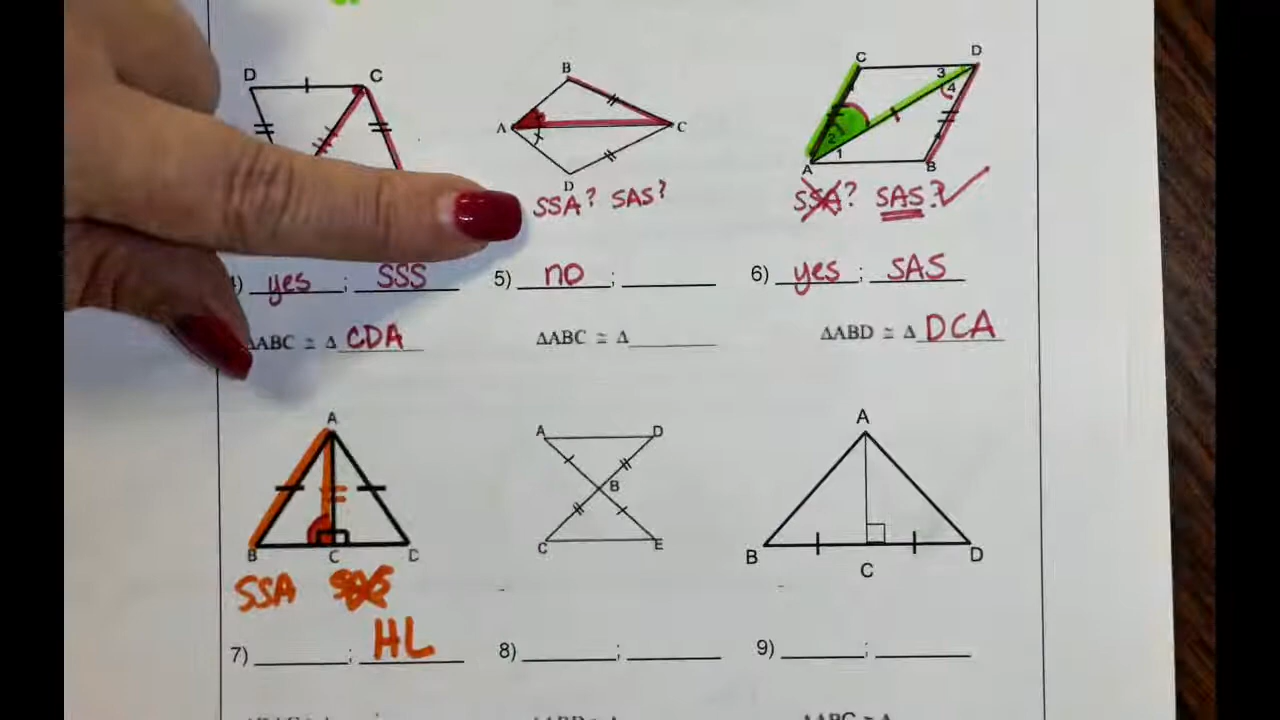 D C
B
A C
D
C D
3
4
2
1
A B
SSA? SAS?
SSA? SAS?
yes ; SSS
5) no ;
6) yes ; SAS
ΔABC ≅ Δ CDA
ΔABC ≅ Δ
ΔABD ≅ Δ DCA
A
B C D
A D
B
C E
A
B C D
SSA SAS
7) ; HL
8) ;
9) ;